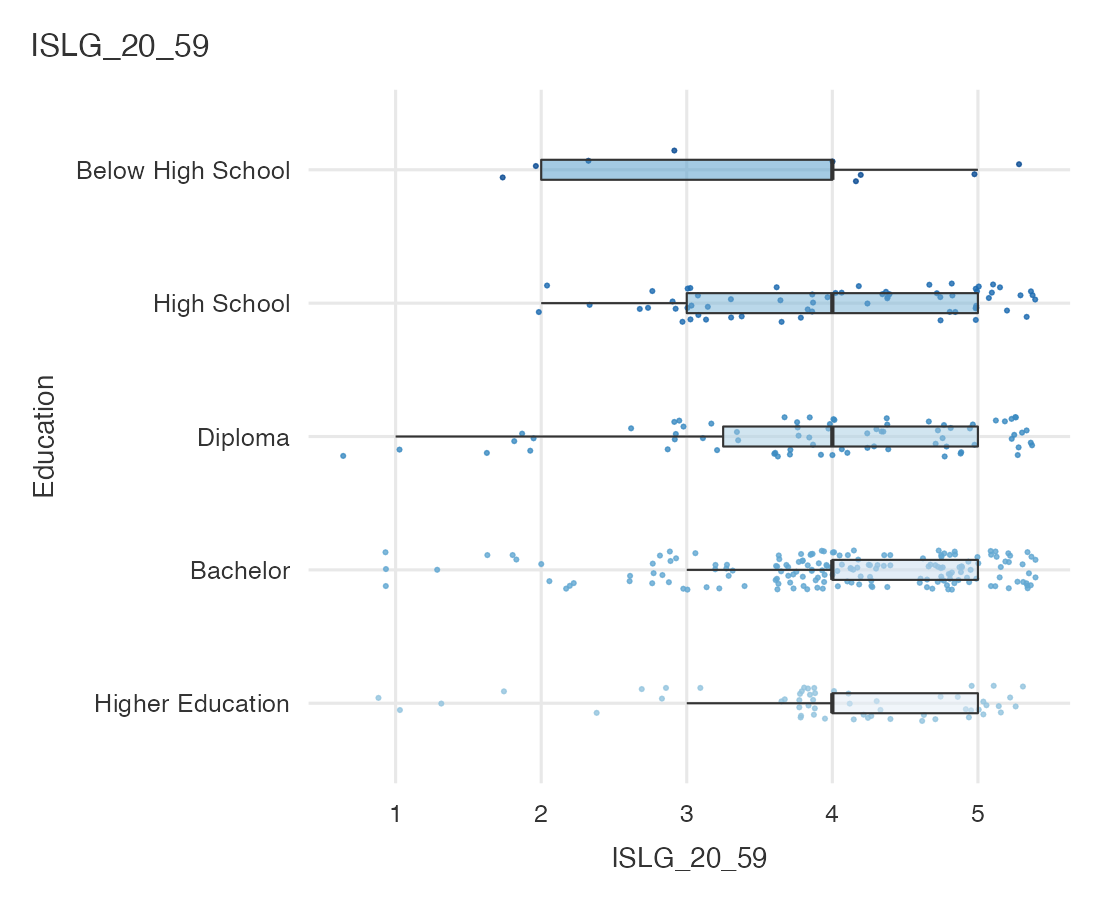 ISLG_20_59
Below High School
High School
Diploma
Bachelor
Higher Education
Education
1 2 3 4 5
ISLG_20_59